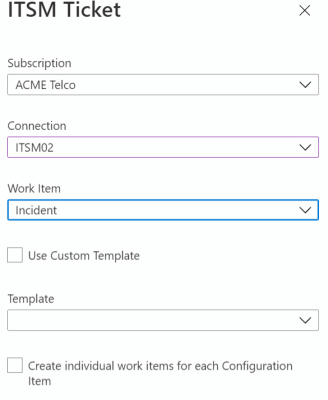 ITSM Ticket
Subscription
ACME Telco
Connection
ITSM02
Work Item
Incident
Use Custom Template
Template
Create individual work items for each Configuration
Item